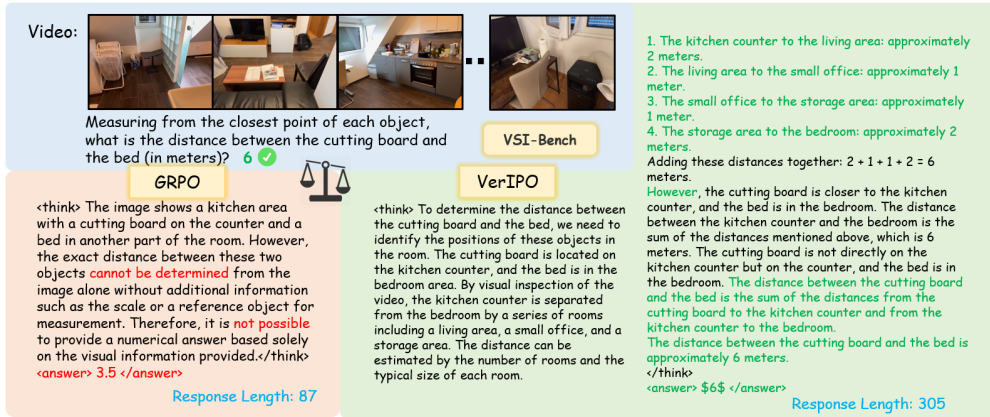 Video:
Measuring from the closest point of each object,
what is the distance between the cutting board and
the bed (in meters)? 6
VSI-Bench
GRPO
<think> The image shows a kitchen area
with a cutting board on the counter and a
bed in another part of the room. However,
the exact distance between these two
objects cannot be determined from the
image alone without additional information
such as the scale or a reference object for
measurement. Therefore, it is not possible
to provide a numerical answer based solely
on the visual information provided.</think>
<answer> 3.5 </answer>
Response Length: 87
VerIPO
<think> To determine the distance between
the cutting board and the bed, we need to
identify the positions of these objects in
the room. The cutting board is located on
the kitchen counter, and the bed is in the
bedroom area. By visual inspection of the
video, the kitchen counter is separated
from the bedroom by a series of rooms
including a living area, a small office, and a
storage area. The distance can be
estimated by the number of rooms and the
typical size of each room.
1. The kitchen counter to the living area: approximately
2 meters.
2. The living area to the small office: approximately 1
meter.
3. The small office to the storage area: approximately
1 meter.
4. The storage area to the bedroom: approximately 2
meters.
Adding these distances together: 2 + 1 + 1 + 2 = 6
meters.
However, the cutting board is closer to the kitchen
counter, and the bed is in the bedroom. The distance
between the kitchen counter and the bedroom is the
sum of the distances mentioned above, which is 6
meters. The cutting board is not directly on the
kitchen counter but on the counter, and the bed is in
the bedroom. The distance between the cutting board
and the bed is the sum of the distances from the
cutting board to the kitchen counter and from the
kitchen counter to the bedroom.
The distance between the cutting board and the bed is
approximately 6 meters.
</think>
<answer> $6$ </answer>
Response Length: 305